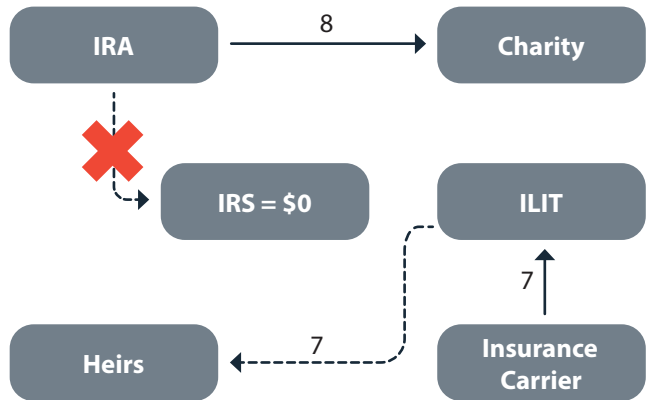 IRA
8
Charity
IRS = $0
ILIT
7
7
Heirs
Insurance
Carrier